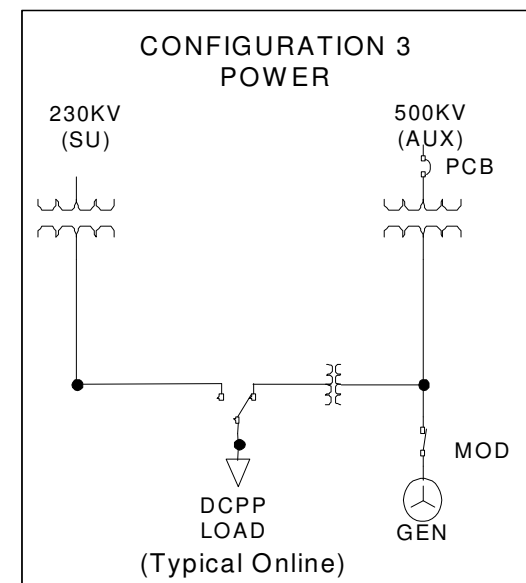 CONFIGURATION 3
POWER
230KV
(SU)
500KV
(AUX)
PCB
MOD
DCPP
LOAD
GEN
(Typical Online)